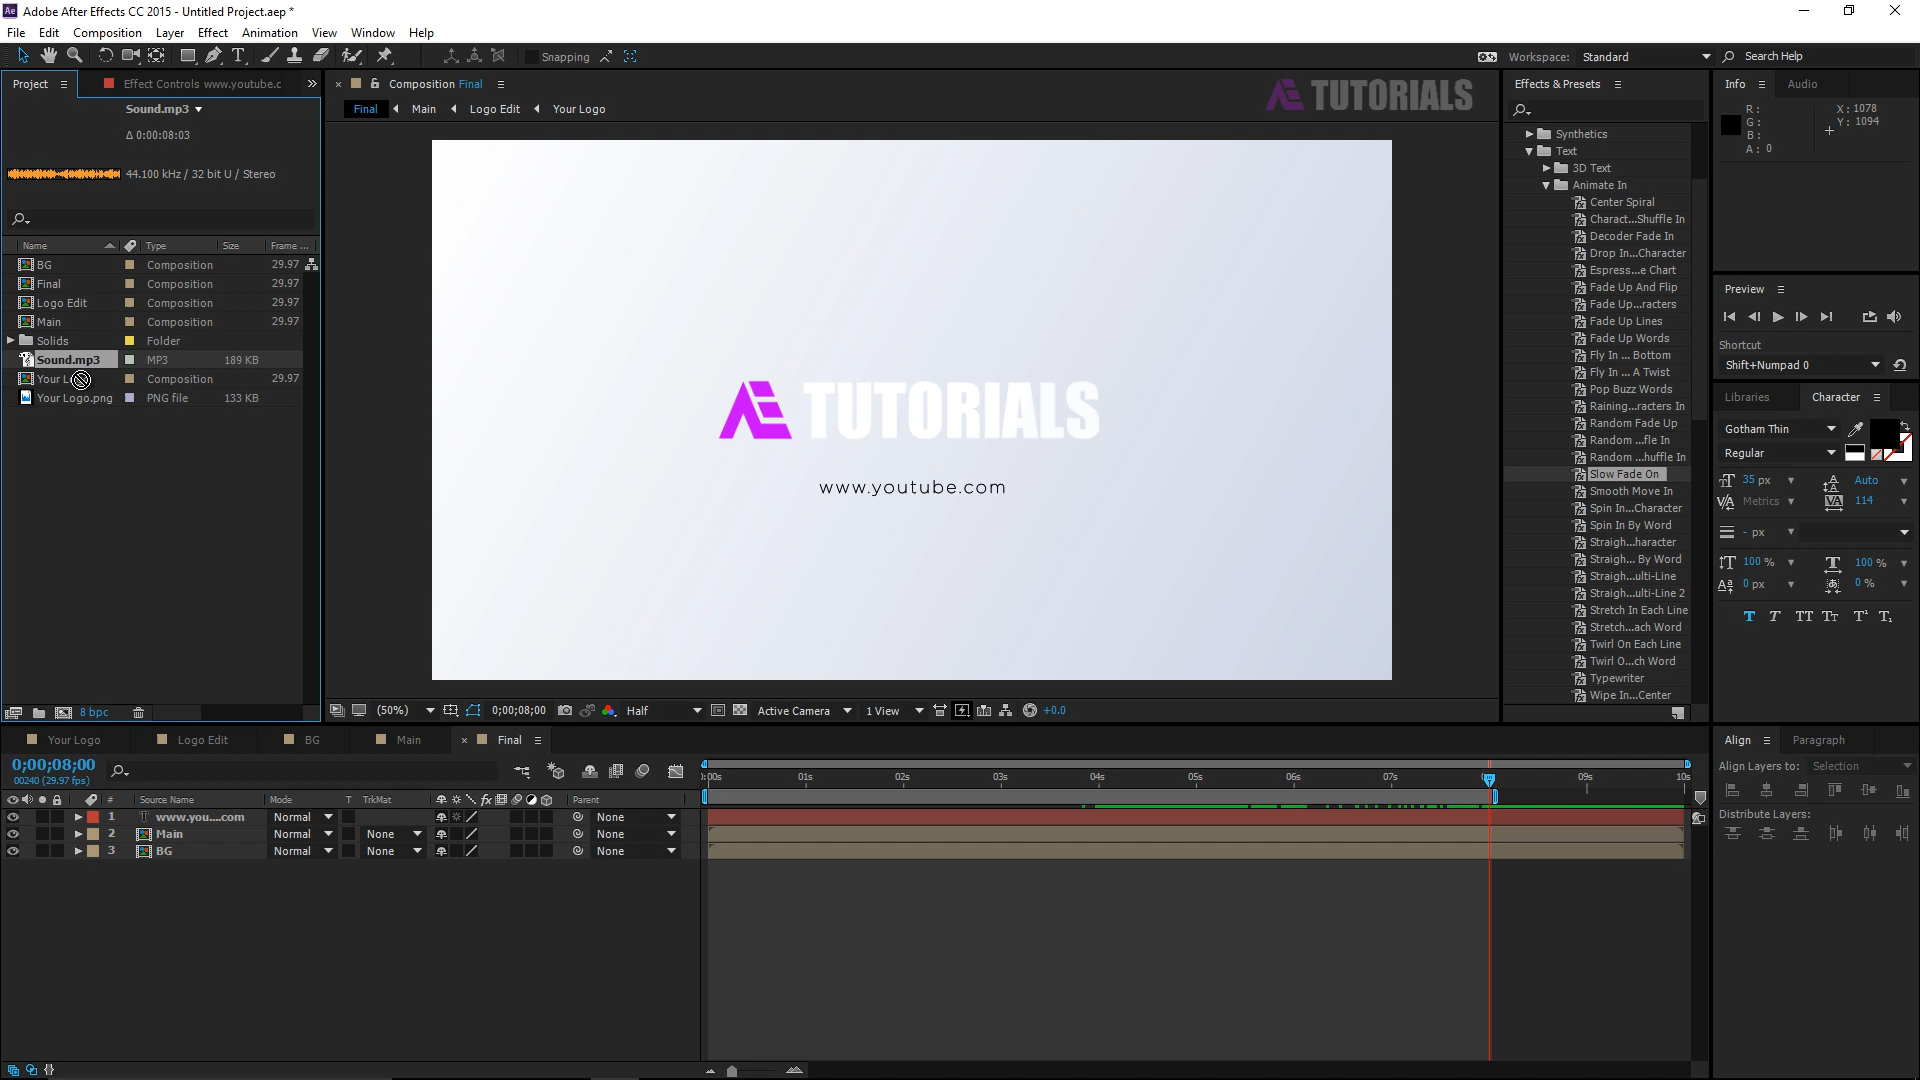 Ae Adobe After Effects CC 2015 - Untitled Project.aep *
File Edit Composition Layer Effect Animation View Window Help
Snapping
Workspace: Standard Search Help
Project Effect Controls www.youtube.c
Sound.mp3
Δ 0:00:08:03
44.100 kHz / 32 bit U / Stereo
Name Type Size Frame ...
BG Composition 29.97
Final Composition 29.97
Logo Edit Composition 29.97
Main Composition 29.97
Solids Folder
Sound.mp3 MP3 189 KB
Your Lo Composition 29.97
Your Logo.png PNG file 133 KB
8 bpc
Composition Final
Final Main Logo Edit Your Logo
AE TUTORIALS
AE TUTORIALS
www.youtube.com
(50%) 0;00;08;00 Half Active Camera 1 View +0.0
Effects & Presets
Synthetics
Text
3D Text
Animate In
Center Spiral
Charact...Shuffle In
Decoder Fade In
Drop In...Character
Espress...e Chart
Fade Up And Flip
Fade Up...racters
Fade Up Lines
Fade Up Words
Fly In ... Bottom
Fly In ... A Twist
Pop Buzz Words
Raining...racters In
Random Fade Up
Random ...fle In
Random ...huffle In
Slow Fade On
Smooth Move In
Spin In...Character
Spin In By Word
Straigh...haracter
Straigh... By Word
Straigh...ulti-Line
Straigh...ulti-Line 2
Stretch In Each Line
Stretch...ach Word
Twirl On Each Line
Twirl O...ch Word
Typewriter
Wipe In...Center
Info Audio
R :
G :
B :
A : 0
X : 1078
Y : 1094
Preview
Shortcut
Shift+Numpad 0
Libraries Character
Gotham Thin
Regular
35 px Auto
Metrics 114
- px
100 % 100 %
0 px 0 %
T T TT Tт T¹ T₁
Your Logo Logo Edit BG Main Final
0;00;08;00
00240 (29.97 fps)
# Source Name Mode T TrkMat Parent
1 www.you....com Normal None
2 Main Normal None None
3 BG Normal None None
):00s 01s 02s 03s 04s 05s 06s 07s 09s 10s
Align Paragraph
Align Layers to: Selection
Distribute Layers: